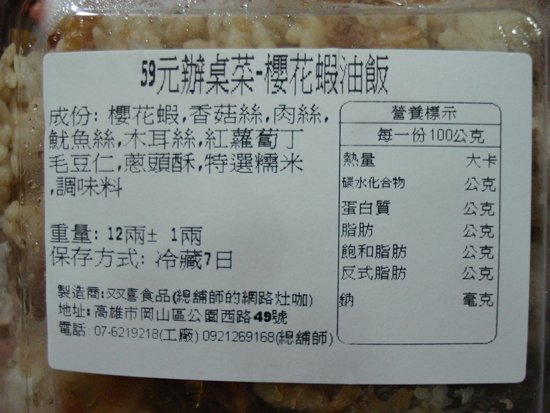 59元辦桌菜-櫻花蝦油飯
成份: 櫻花蝦,香菇絲,肉絲,
魷魚絲,木耳絲,紅蘿蔔丁
毛豆仁,蔥頭酥,特選糯米
,調味料
重量: 12兩± 1兩
保存方式: 冷藏7日
營養標示
每一份100公克
熱量 大卡
碳水化合物 公克
蛋白質 公克
脂肪 公克
飽和脂肪 公克
反式脂肪 公克
鈉 毫克
製造商:双双囍食品(總舖師的網路灶咖)
地址: 高雄市岡山區公園西路49號
電話: 07-6219218(工廠) 0921269168(總舖師)